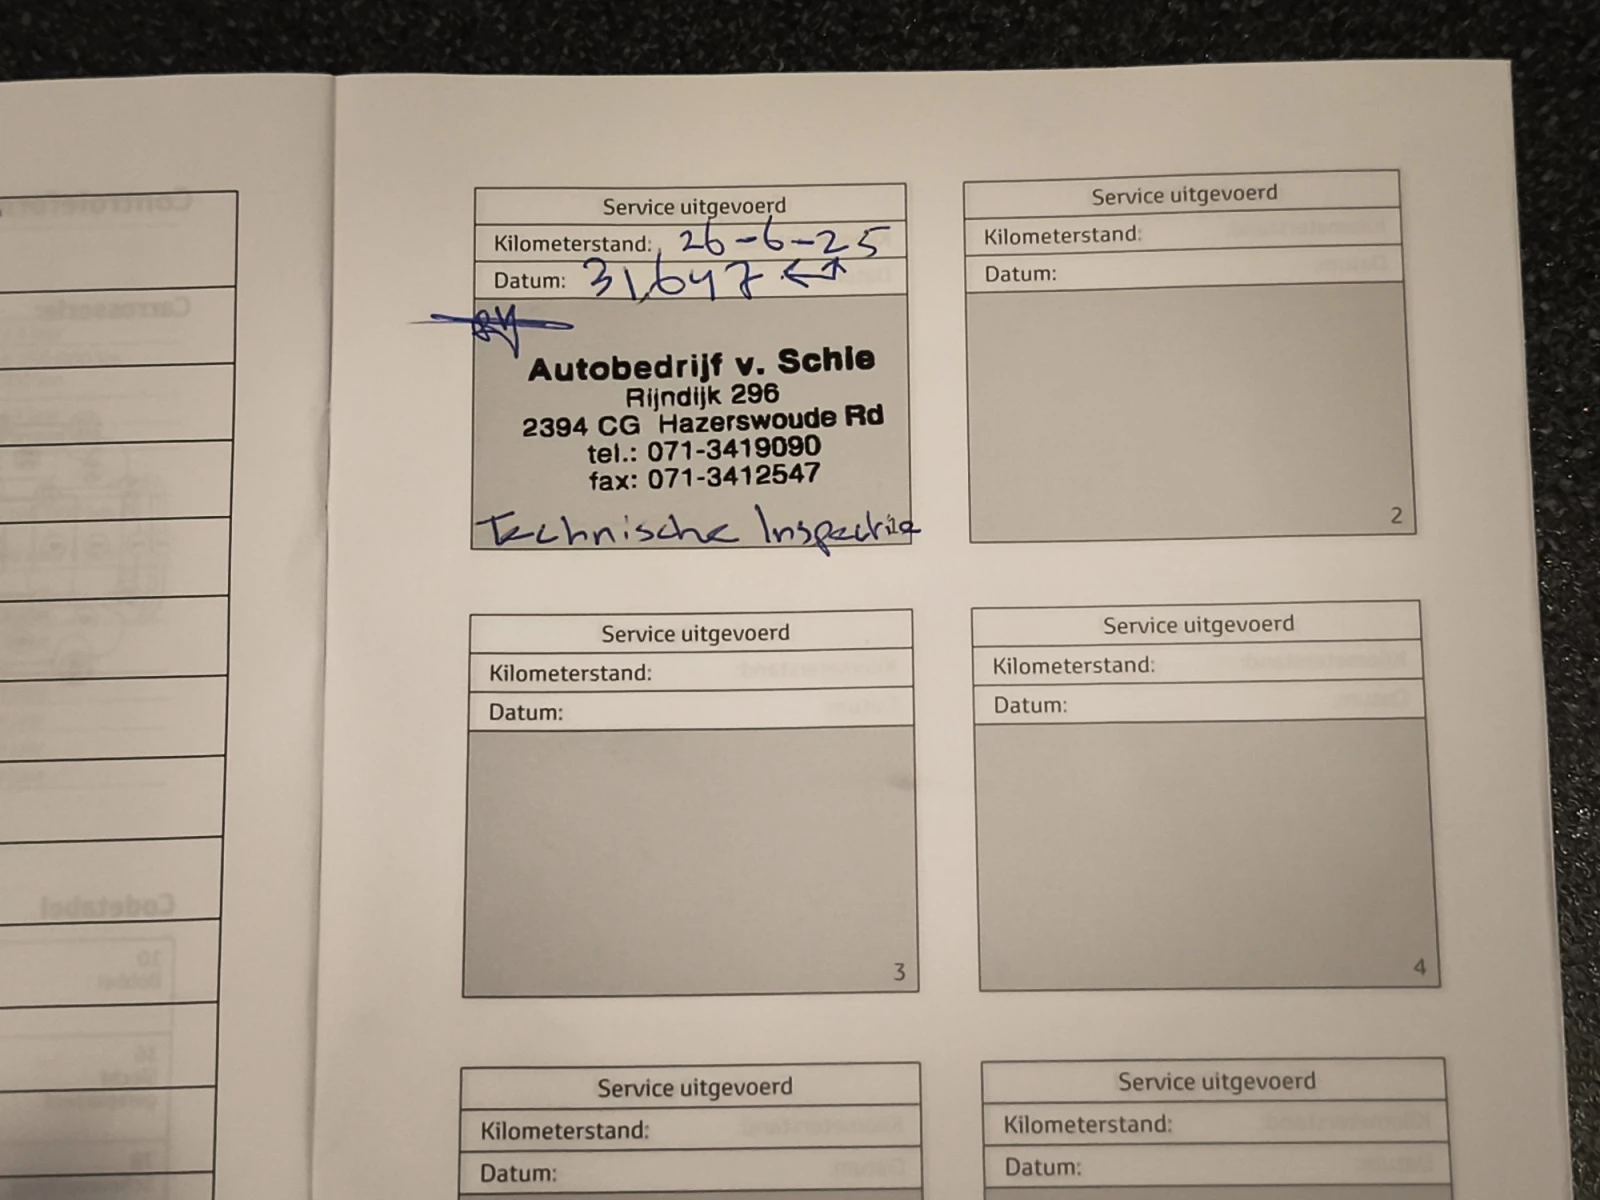 Service uitgevoerd
Kilometerstand: 26-6-25
Datum: 31,647
Autobedrijf v. Schie
Rijndijk 296
2394 CG Hazerswoude Rd
tel.: 071-3419090
fax: 071-3412547
Technische Inspectie
Service uitgevoerd
Kilometerstand:
Datum:
2
Service uitgevoerd
Kilometerstand:
Datum:
3
Service uitgevoerd
Kilometerstand:
Datum:
4
Service uitgevoerd
Kilometerstand:
Datum:
Service uitgevoerd
Kilometerstand:
Datum:
Carrosserie:
Codetabel